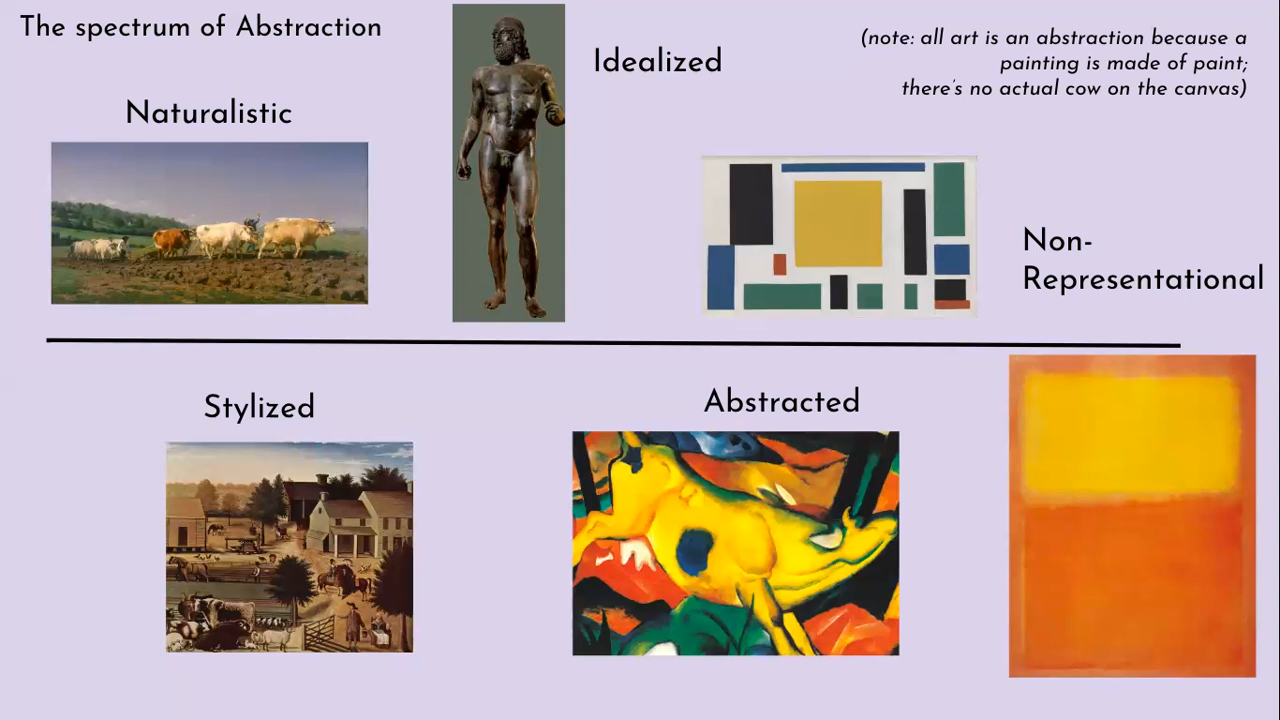 The spectrum of Abstraction
Idealized
(note: all art is an abstraction because a
painting is made of paint;
there's no actual cow on the canvas)
Naturalistic
Non-
Representational
Stylized
Abstracted